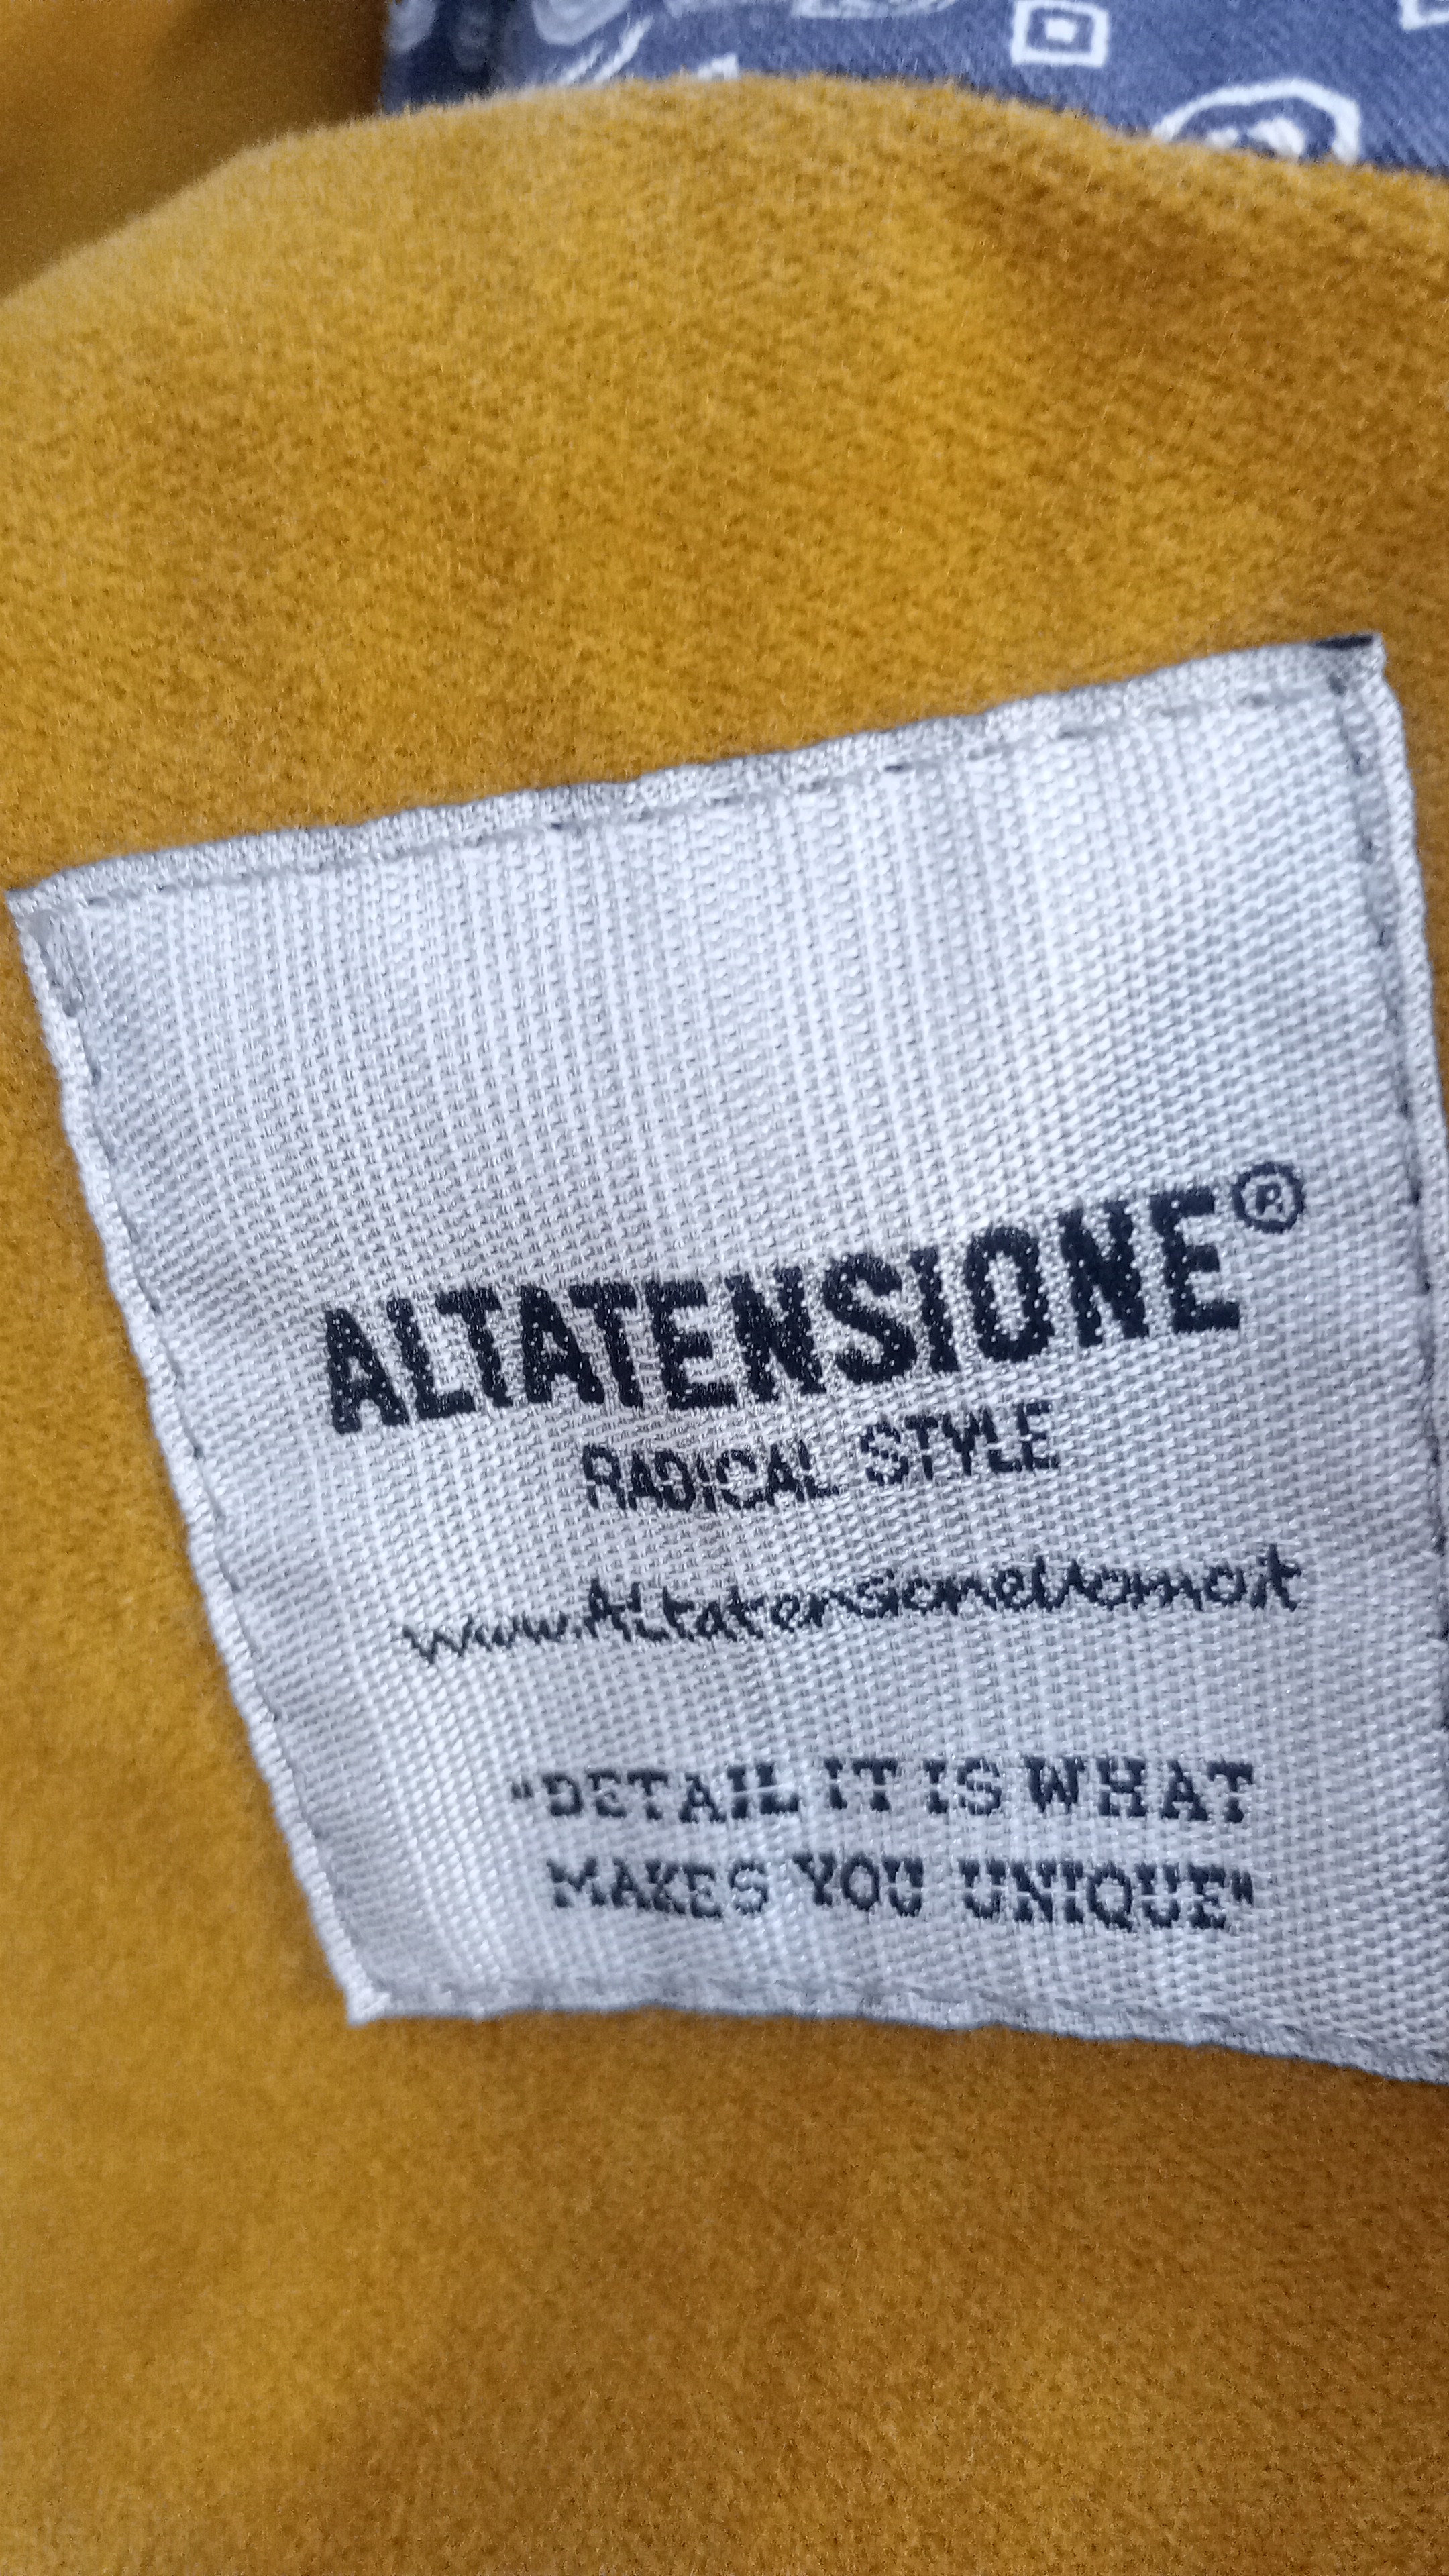 ALTATENSIONE®
RADICAL STYLE
www.AltatensioneUomo.it
"DETAIL IT IS WHAT
MAKES YOU UNIQUE"